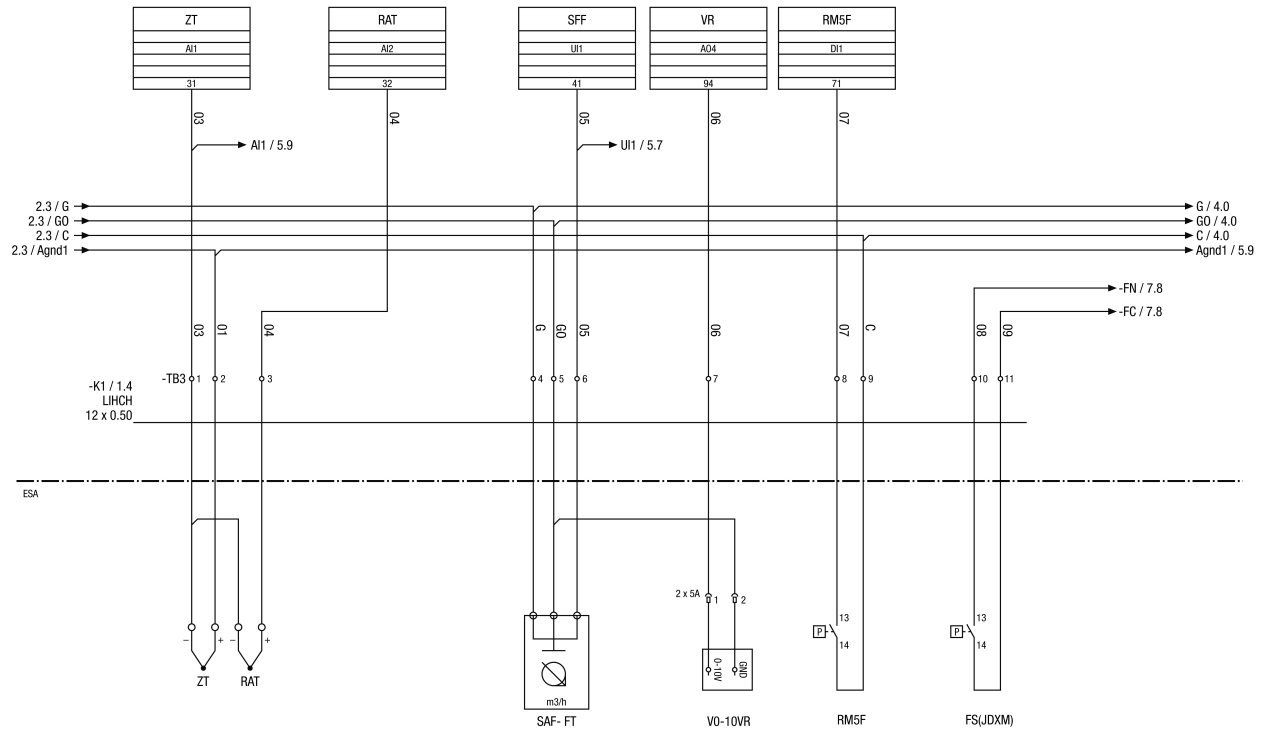 ZT
RAT
SFF
VR
RM5F
AI1
AI2
UI1
AO4
DI1
31
32
41
94
71
03
04
05
06
07
AI1 / 5.9
UI1 / 5.7
2.3 / G
G / 4.0
2.3 / GO
GO / 4.0
2.3 / C
C / 4.0
2.3 / Agnd1
Agnd1 / 5.9
-FN / 7.8
-FC / 7.8
03
01
04
G
GO
05
06
07
C
08
09
-K1 / 1.4
LIHCH
12 x 0.50
-TB3
1
2
3
4
5
6
7
8
9
10
11
ESA
2 x 5A
1
2
13
P
14
13
P
14
– + – +
ZT
RAT
0-10V
GND
m3/h
SAF- FT
V0-10VR
RM5F
FS(JDXM)